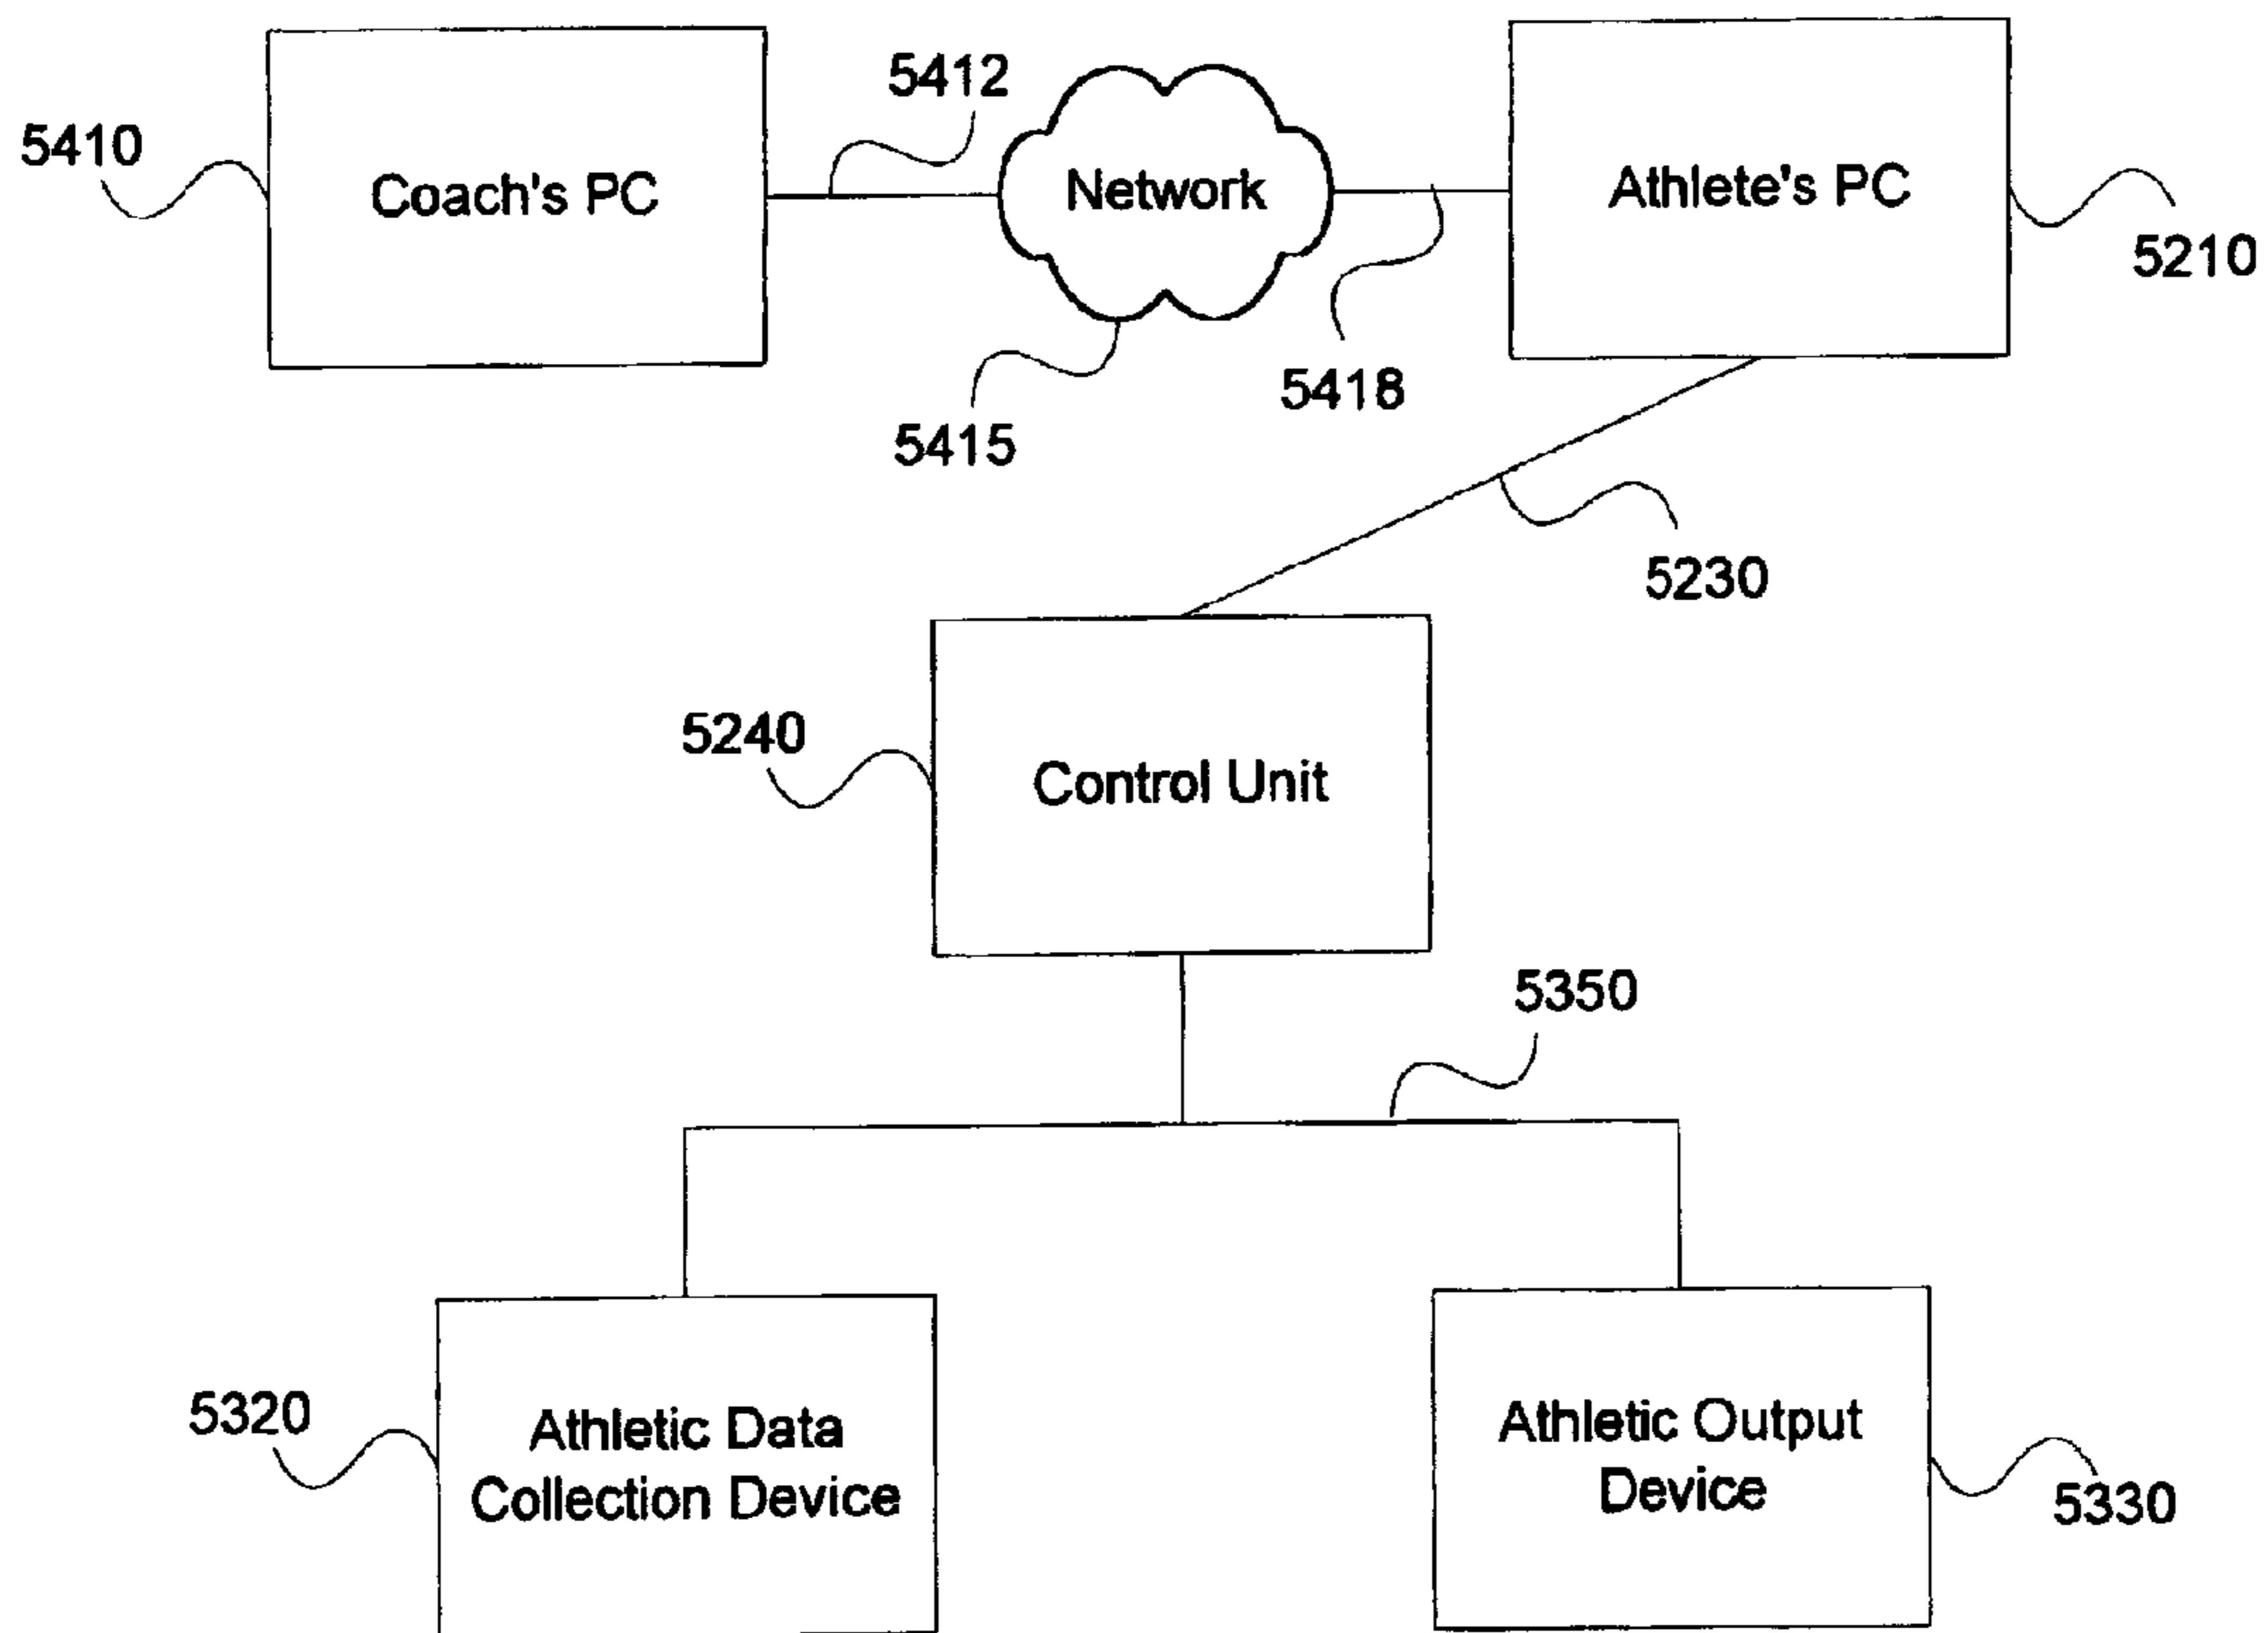 5412
5410
Coach's PC
Network
Athlete's PC
5210
5418
5415
5230
5240
Control Unit
5350
5320
Athletic Data
Collection Device
Athletic Output
Device
5330